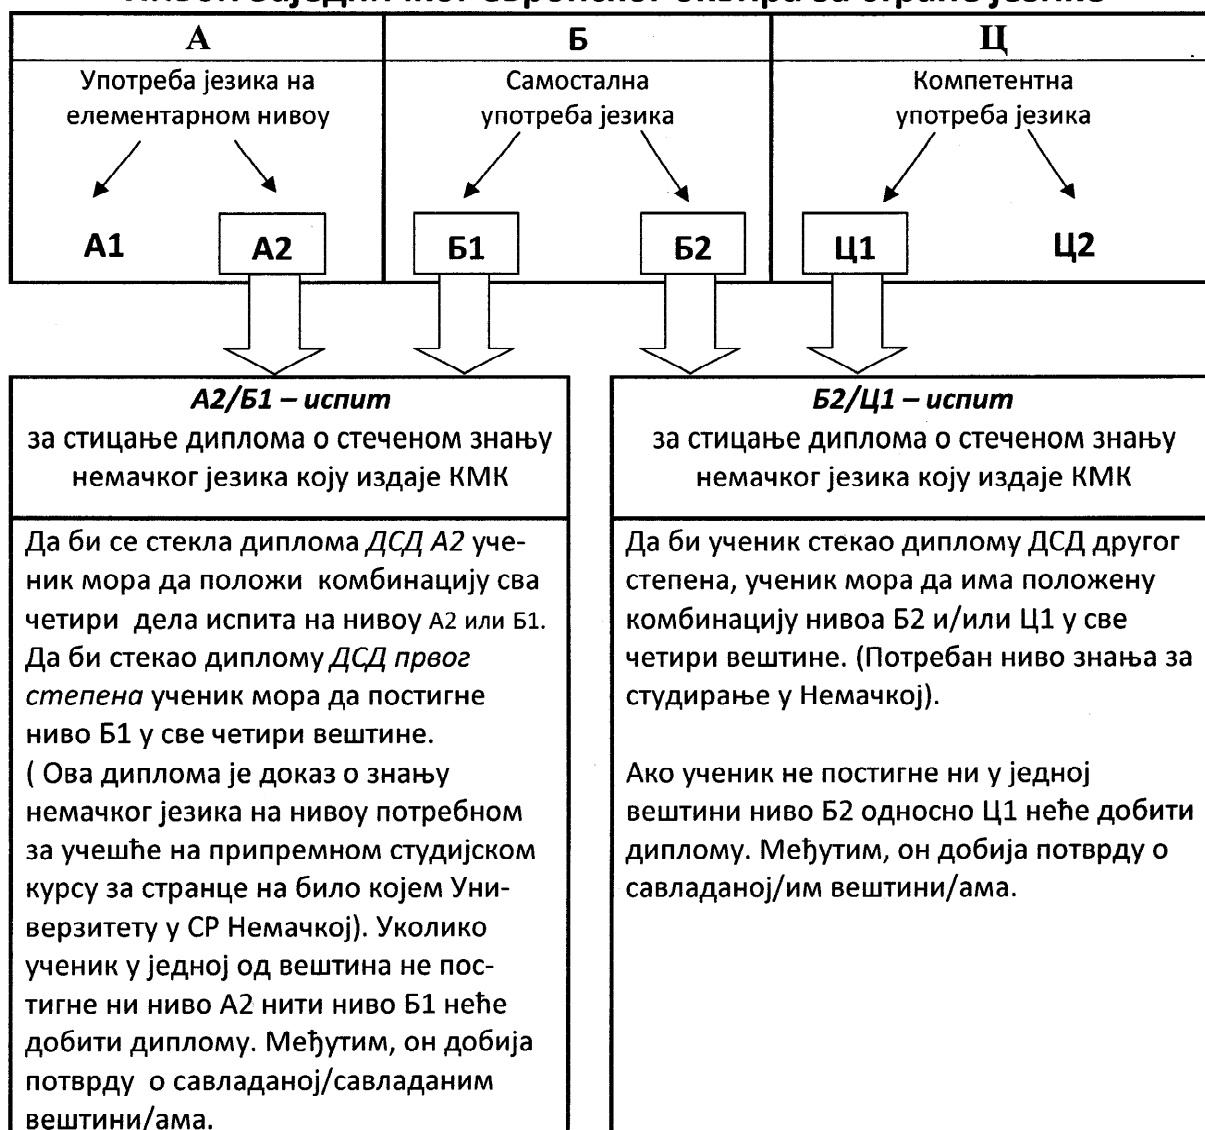 А
Б
Ц
Употреба језика на
елементарном нивоу
Самостална
употреба језика
Компетентна
употреба језика
А1
А2
Б1
Б2
Ц1
Ц2
А2/Б1 – испит
за стицање диплома о стеченом знању
немачког језика коју издаје КМК
Да би се стекла диплома ДСД А2 уче-
ник мора да положи комбинацију сва
четири дела испита на нивоу А2 или Б1.
Да би стекао диплому ДСД првог
степена ученик мора да постигне
ниво Б1 у све четири вештине.
( Ова диплома је доказ о знању
немачког језика на нивоу потребном
за учешће на припремном студијском
курсу за странце на било којем Уни-
верзитету у СР Немачкој). Уколико
ученик у једној од вештина не пос-
тигне ни ниво А2 нити ниво Б1 неће
добити диплому. Међутим, он добија
потврду о савладаној/савладаним
вештини/ама.
Б2/Ц1 – испит
за стицање диплома о стеченом знању
немачког језика коју издаје КМК
Да би ученик стекао диплому ДСД другог
степена, ученик мора да има положену
комбинацију нивоа Б2 и/или Ц1 у све
четири вештине. (Потребан ниво знања за
студирање у Немачкој).
Ако ученик не постигне ни у једној
вештини ниво Б2 односно Ц1 неће добити
диплому. Међутим, он добија потврду о
савладаној/им вештини/ама.